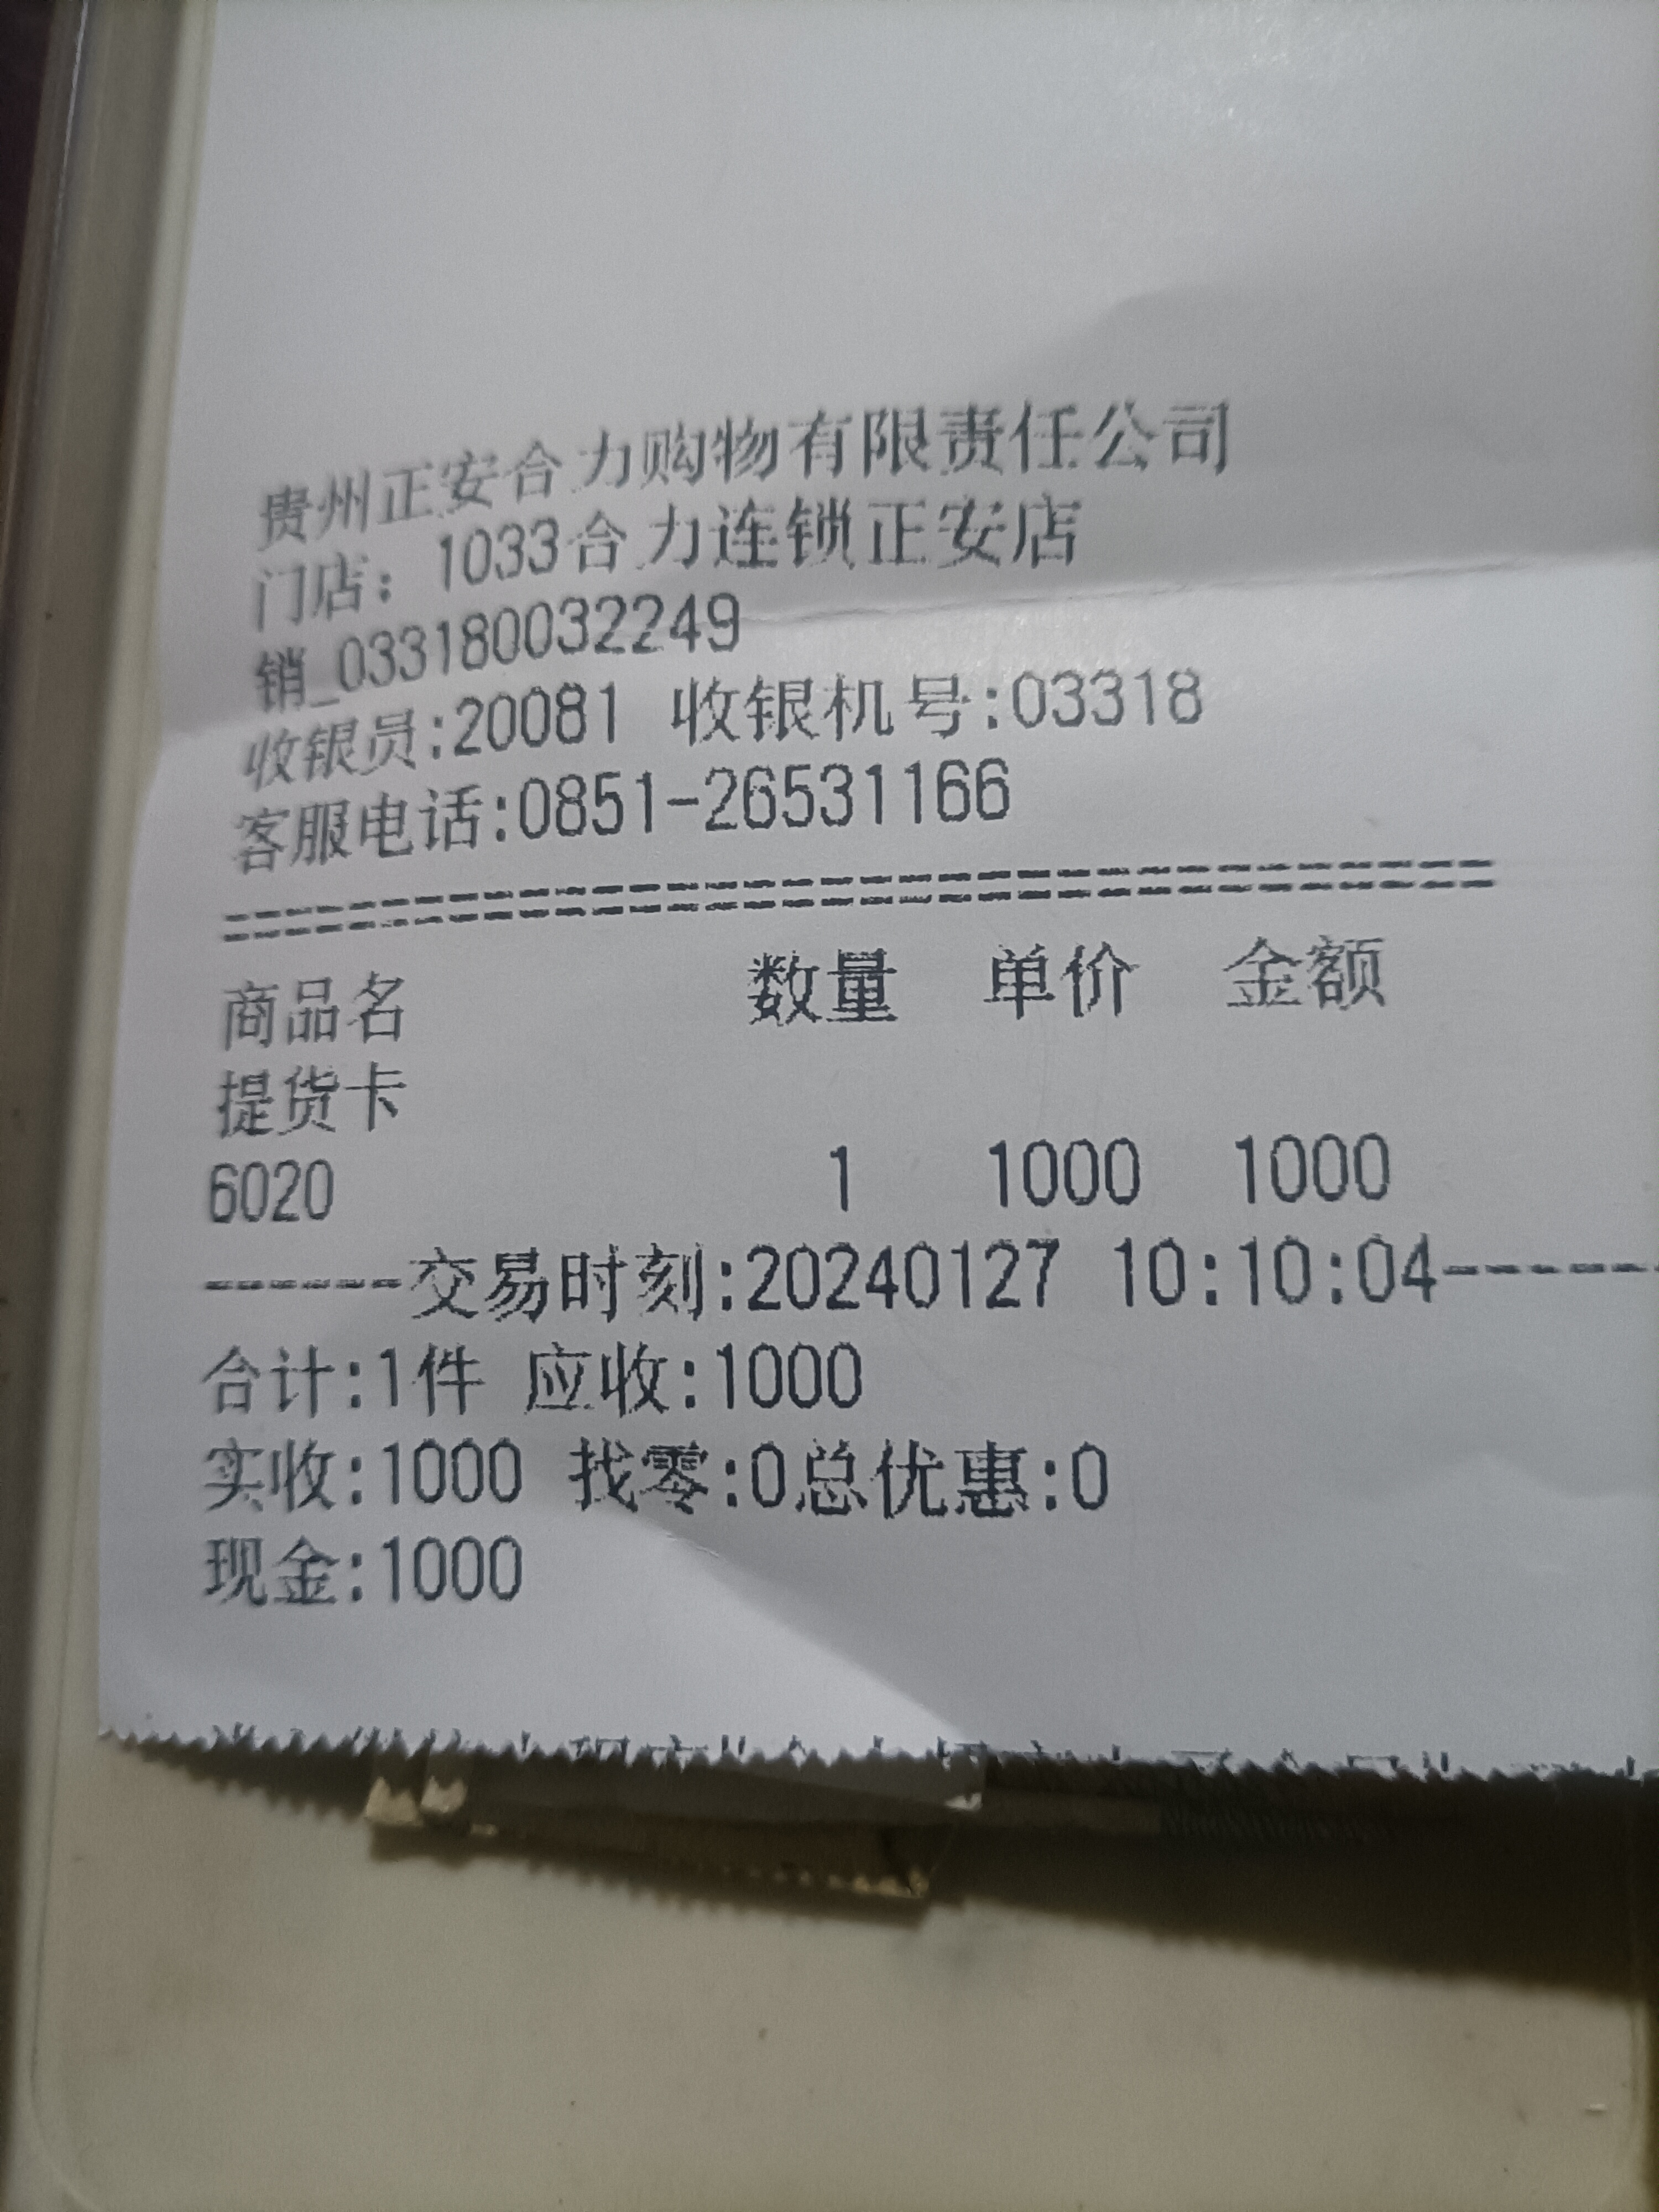 贵州正安合力购物有限责任公司
门店：1033合力连锁正安店
销_033180032249
收银员:20081 收银机号:03318
客服电话:0851-26531166
================================
商品名 数量 单价 金额
提货卡
6020 1 1000 1000
------交易时刻:20240127 10:10:04------
合计:1件 应收:1000
实收:1000 找零:0总优惠:0
现金:1000